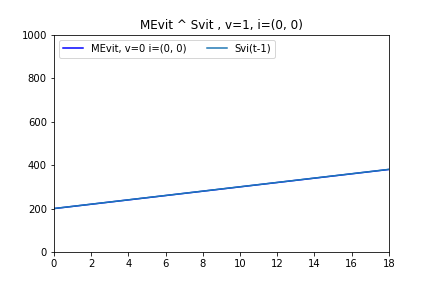 MEvit ^ Svit , v=1, i=(0, 0)
MEvit, v=0 i=(0, 0) Svi(t-1)
1000
800
600
400
200
0
0 2 4 6 8 10 12 14 16 18